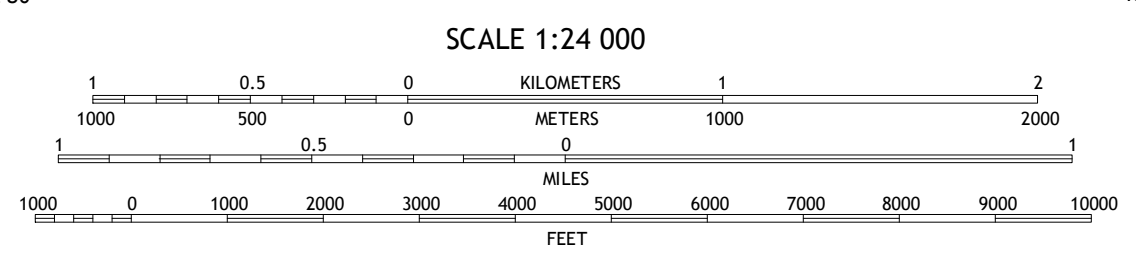 SCALE 1:24 000
1 0.5 0 KILOMETERS 1 2
1000 500 0 METERS 1000 2000
1 0.5 0 1
MILES
1000 0 1000 2000 3000 4000 5000 6000 7000 8000 9000 10000
FEET